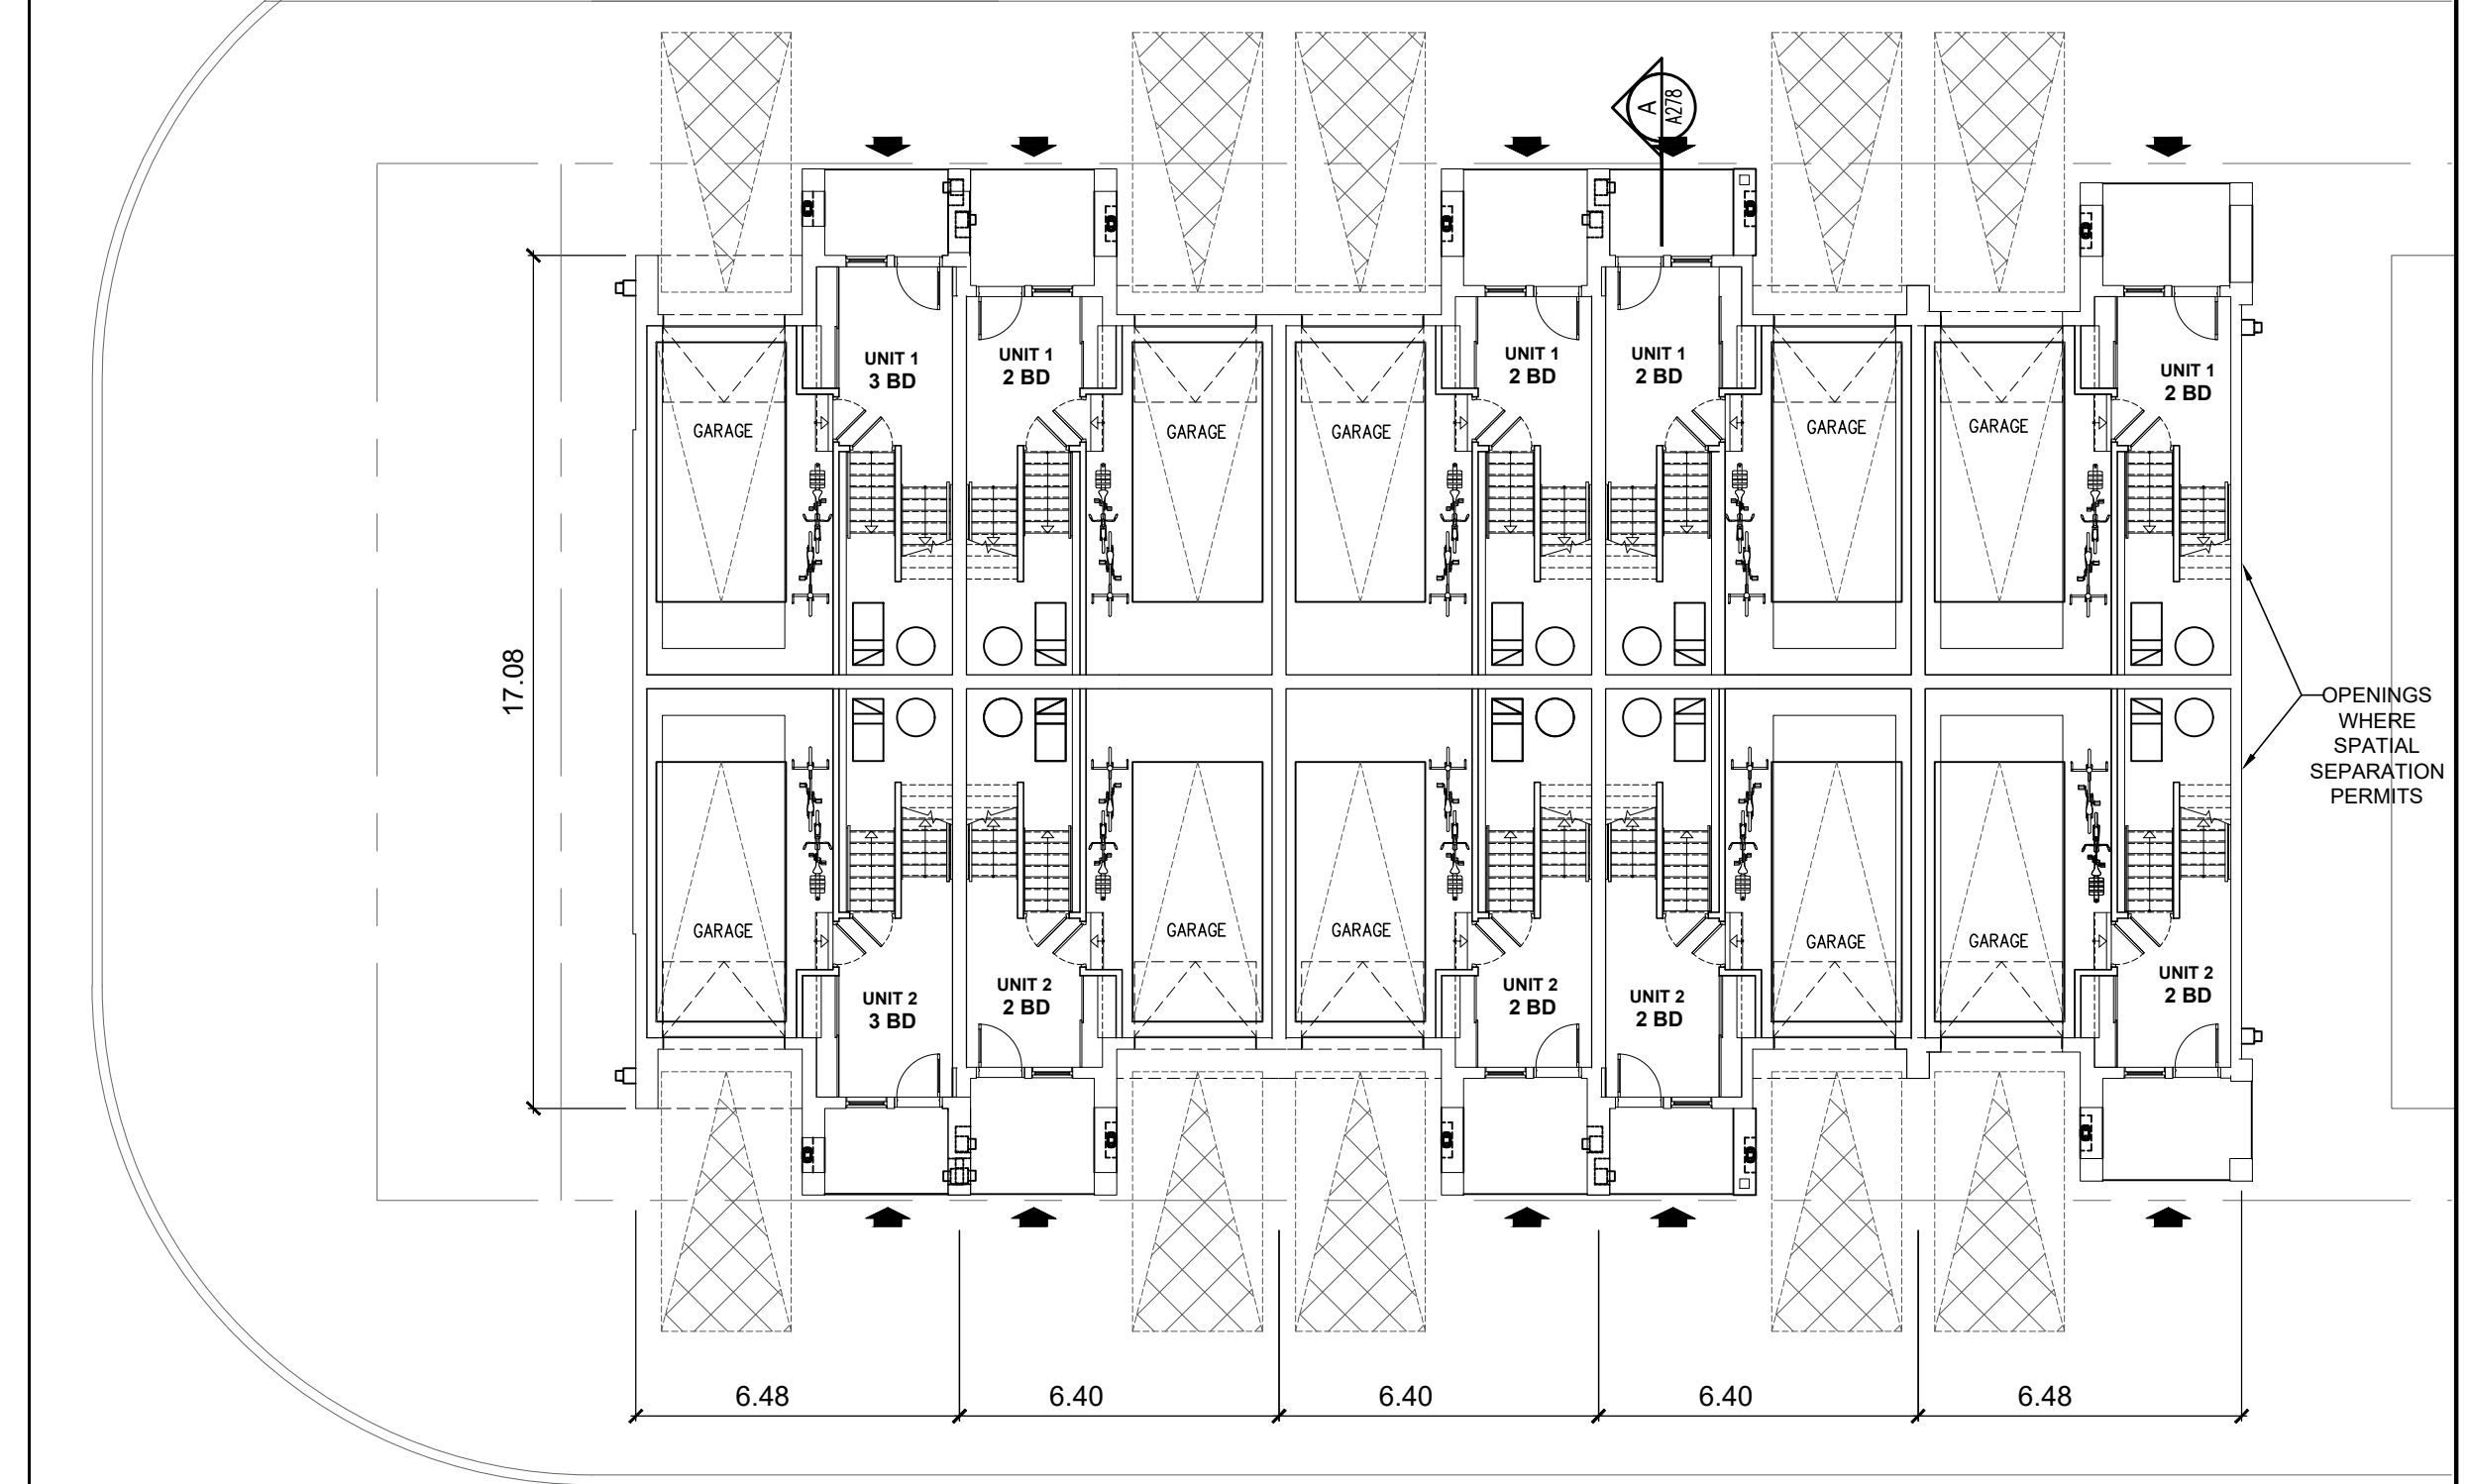 A
A278
UNIT 1
3 BD
UNIT 1
2 BD
UNIT 1
2 BD
UNIT 1
2 BD
UNIT 1
2 BD
GARAGE
GARAGE
GARAGE
GARAGE
GARAGE
17.08
OPENINGS
WHERE
SPATIAL
SEPARATION
PERMITS
GARAGE
GARAGE
GARAGE
GARAGE
GARAGE
UNIT 2
3 BD
UNIT 2
2 BD
UNIT 2
2 BD
UNIT 2
2 BD
UNIT 2
2 BD
6.48
6.40
6.40
6.40
6.48